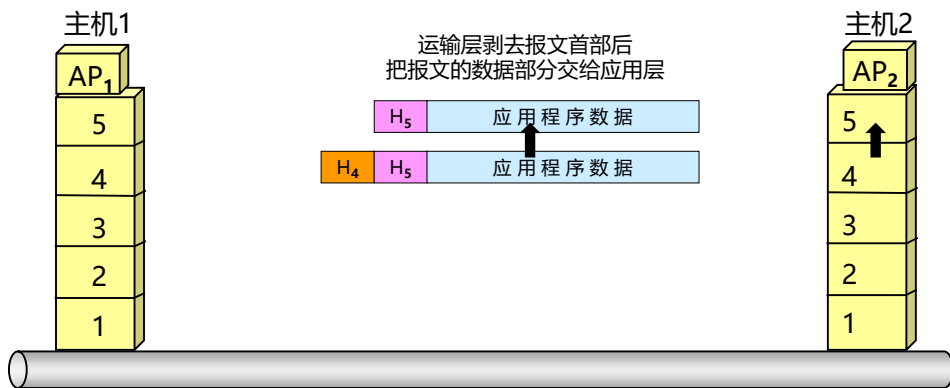 主机1
AP1
5
4
3
2
1
运输层剥去报文首部后
把报文的数据部分交给应用层
H5 应用程序数据
H4 H5 应用程序数据
主机2
AP2
5
4
3
2
1